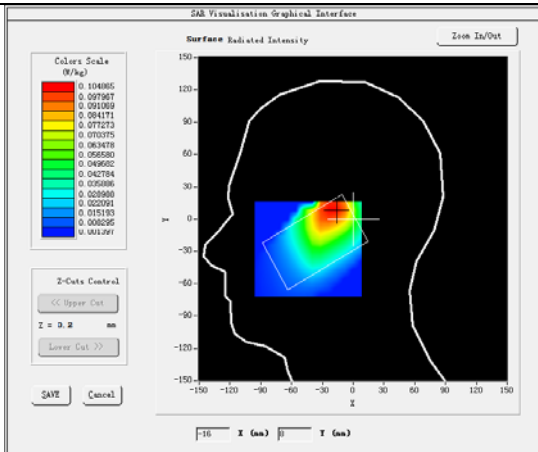 SAR Visualisation Graphical Interface
Surface Radiated Intensity
Zoom In/Out
Colors Scale
(W/kg)
0.104865
0.097967
0.091069
0.084171
0.077273
0.070375
0.063478
0.056580
0.049682
0.042784
0.035886
0.028988
0.022091
0.015193
0.008295
0.001397
Z-Cuts Control
<< Upper Cut
Z = 3.2 mm
Lower Cut >>
SAVE Cancel
150
120
90
60
30
0
-30
-60
-90
-120
-150
Y
-150 -120 -90 -60 -30 0 30 60 90 120 150
X
-16 X (mm) 8 Y (mm)